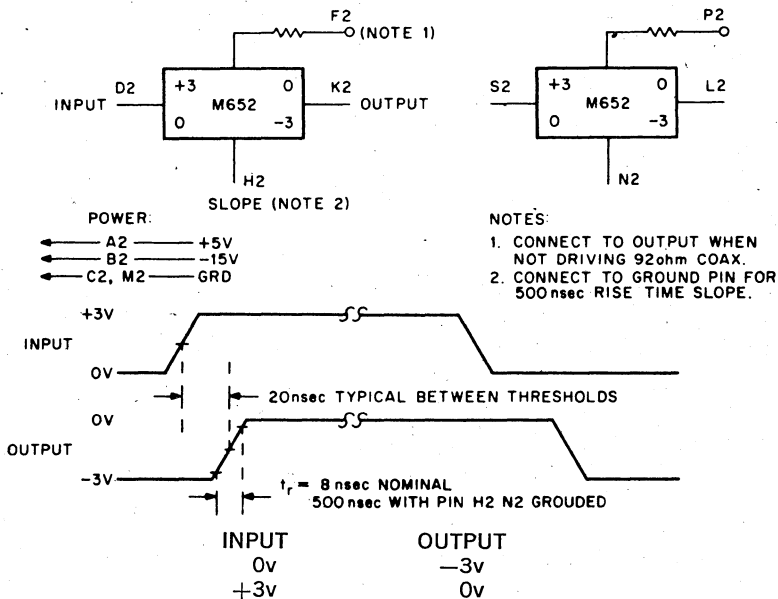 F2
(NOTE 1)
D2
INPUT
+3 0
M652
0 -3
K2
OUTPUT
H2
SLOPE (NOTE 2)
P2
S2
+3 0
M652
0 -3
L2
N2
POWER:
A2 +5V
B2 -15V
C2, M2 GRD
NOTES:
1. CONNECT TO OUTPUT WHEN
NOT DRIVING 92ohm COAX.
2. CONNECT TO GROUND PIN FOR
500nsec RISE TIME SLOPE.
+3V
INPUT
0V
20nsec TYPICAL BETWEEN THRESHOLDS
0V
OUTPUT
-3V
tr = 8 nsec NOMINAL
500 nsec WITH PIN H2 N2 GROUNDED
INPUT OUTPUT
0v −3v
+3v 0v